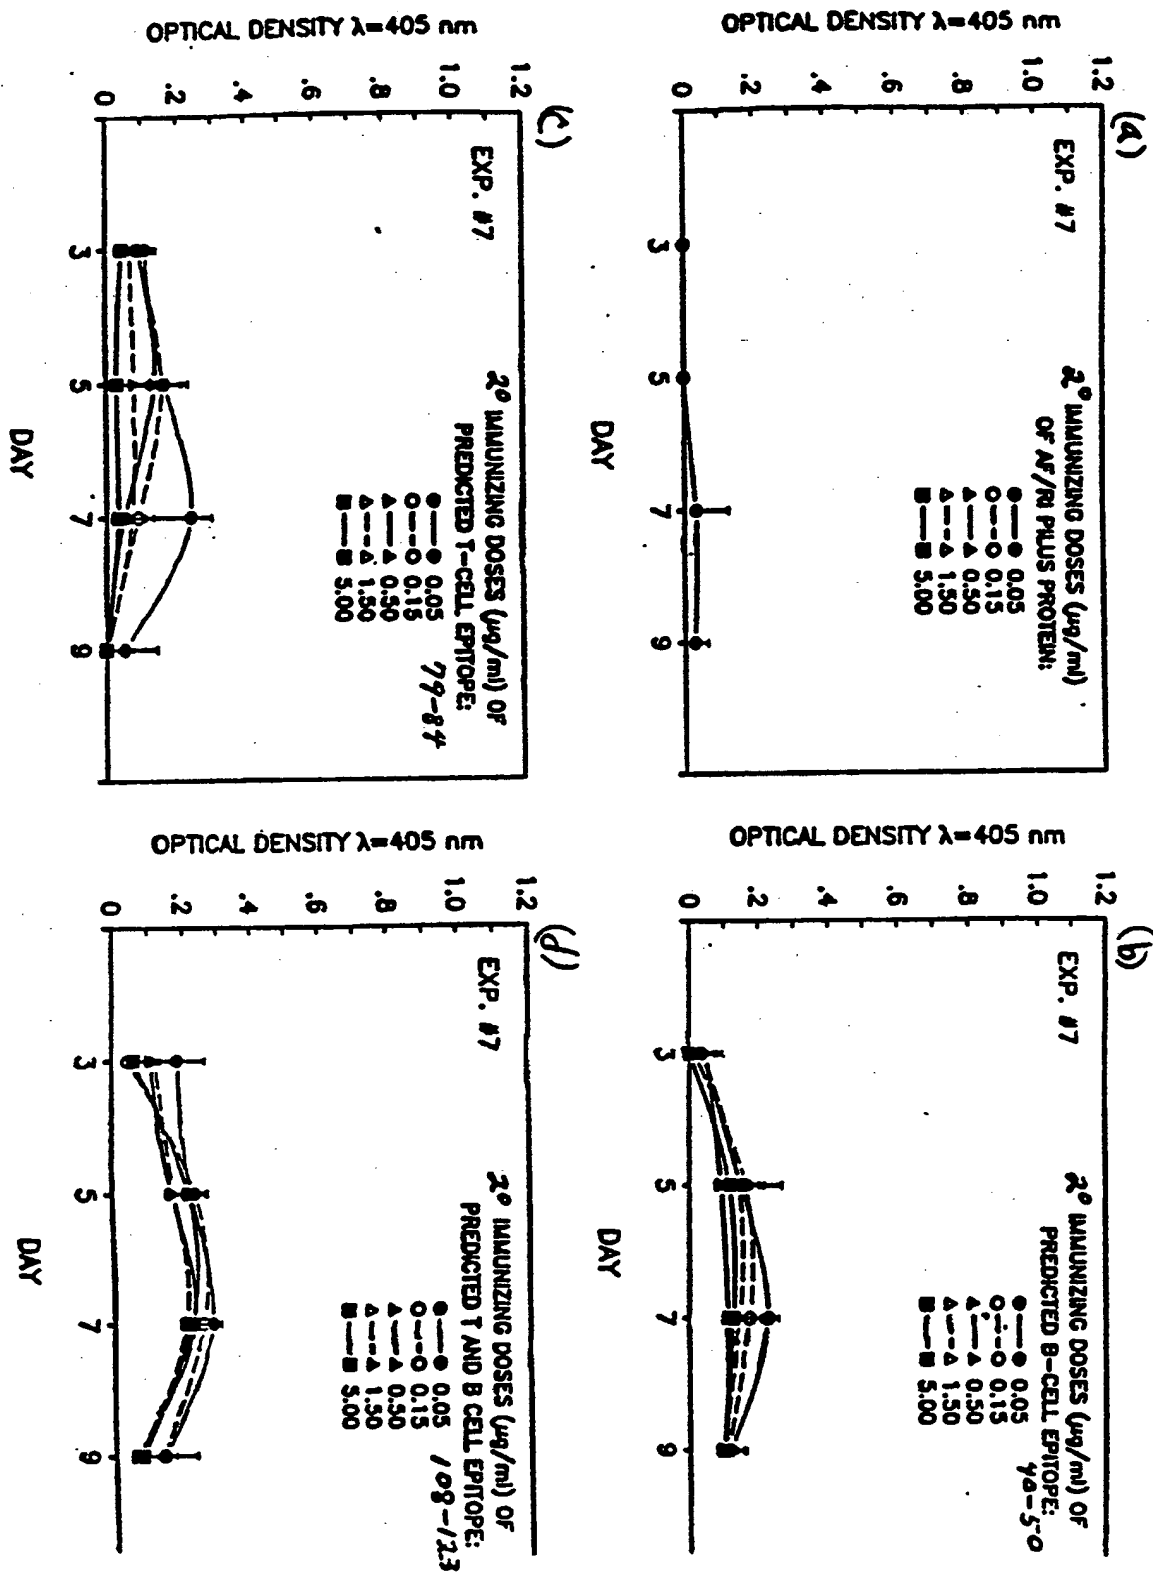 (a)
EXP. #7
2° IMMUNIZING DOSES (µg/ml)
OF AF/R1 PILUS PROTEIN:
0.05
0.15
0.50
1.50
5.00
OPTICAL DENSITY λ=405 nm
1.2
1.0
.8
.6
.4
.2
0
3
5
7
9
DAY
(b)
EXP. #7
2° IMMUNIZING DOSES (µg/ml) OF
PREDICTED B-CELL EPITOPE:
40-50
0.05
0.15
0.50
1.50
5.00
OPTICAL DENSITY λ=405 nm
1.2
1.0
.8
.6
.4
.2
0
3
5
7
9
DAY
(c)
EXP. #7
2° IMMUNIZING DOSES (µg/ml) OF
PREDICTED T-CELL EPITOPE:
79-84
0.05
0.15
0.50
1.50
5.00
OPTICAL DENSITY λ=405 nm
1.2
1.0
.8
.6
.4
.2
0
3
5
7
9
DAY
(d)
EXP. #7
2° IMMUNIZING DOSES (µg/ml) OF
PREDICTED T AND B CELL EPITOPE:
0.05 108-123
0.15
0.50
1.50
5.00
OPTICAL DENSITY λ=405 nm
1.2
1.0
.8
.6
.4
.2
0
3
5
7
9
DAY